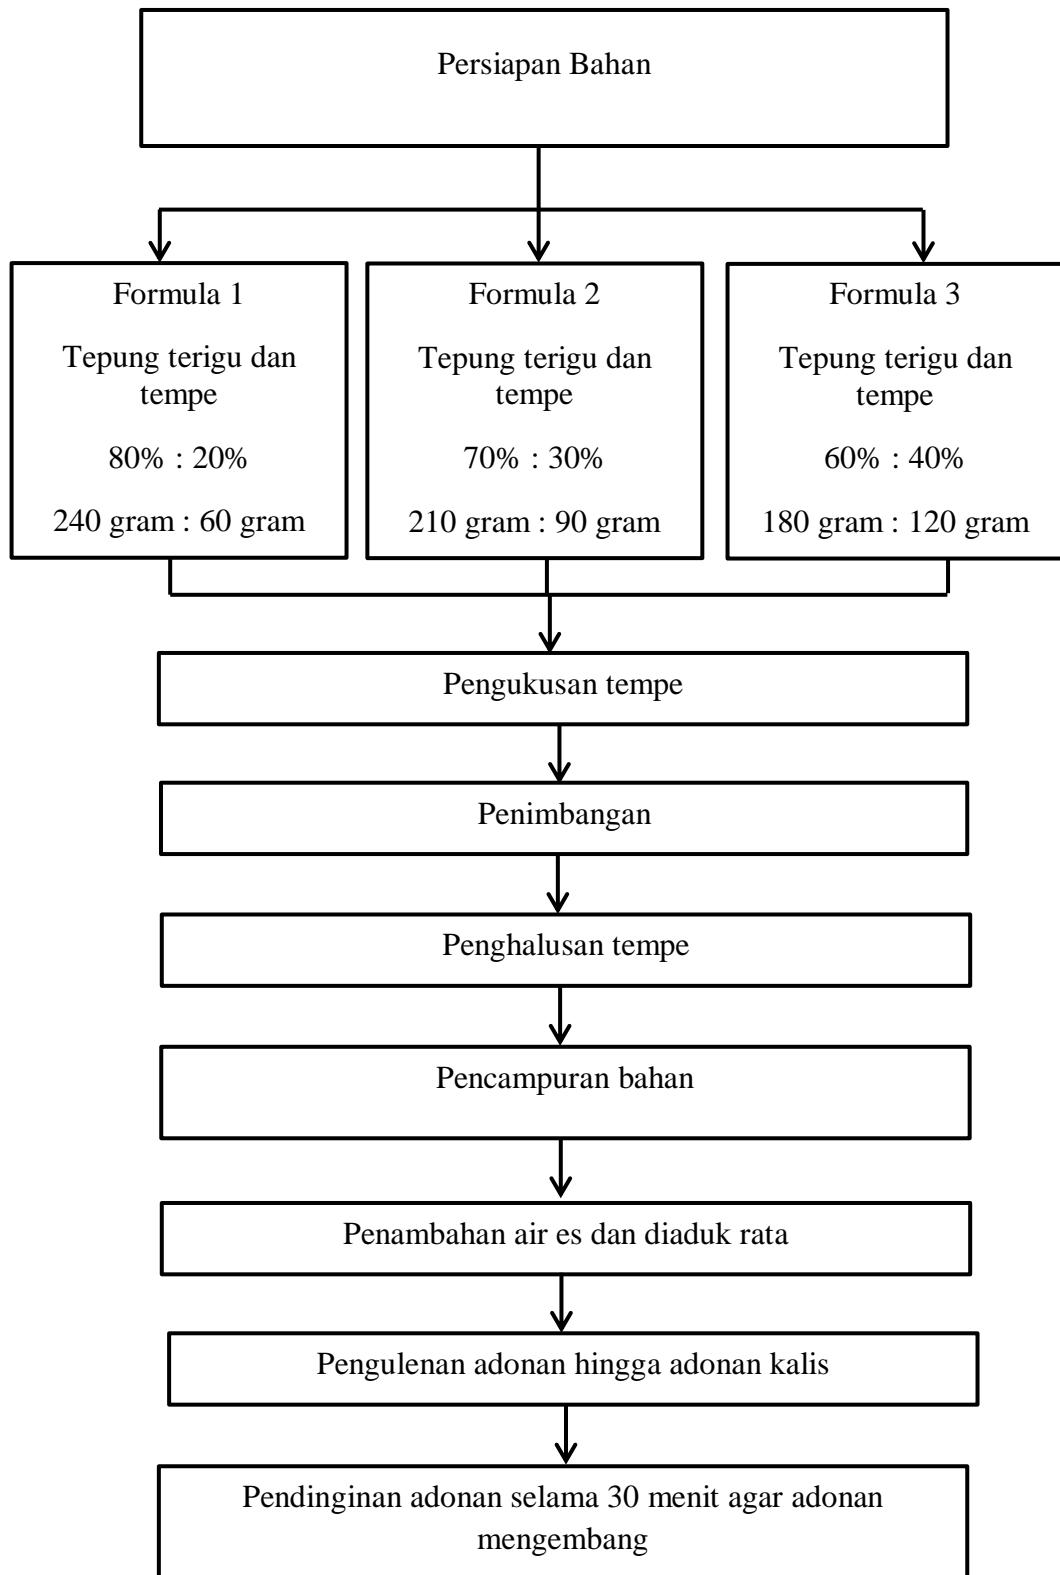 Persiapan Bahan
Formula 1
Tepung terigu dan
tempe
80% : 20%
240 gram : 60 gram
Formula 2
Tepung terigu dan
tempe
70% : 30%
210 gram : 90 gram
Formula 3
Tepung terigu dan
tempe
60% : 40%
180 gram : 120 gram
Pengukusan tempe
Penimbangan
Penghalusan tempe
Pencampuran bahan
Penambahan air es dan diaduk rata
Pengulenan adonan hingga adonan kalis
Pendinginan adonan selama 30 menit agar adonan
mengembang